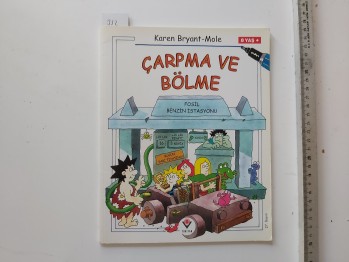 Karen Bryant-Mole
8 YAŞ +
ÇARPMA VE
BÖLME
FOSİL
BENZİN İSTASYONU